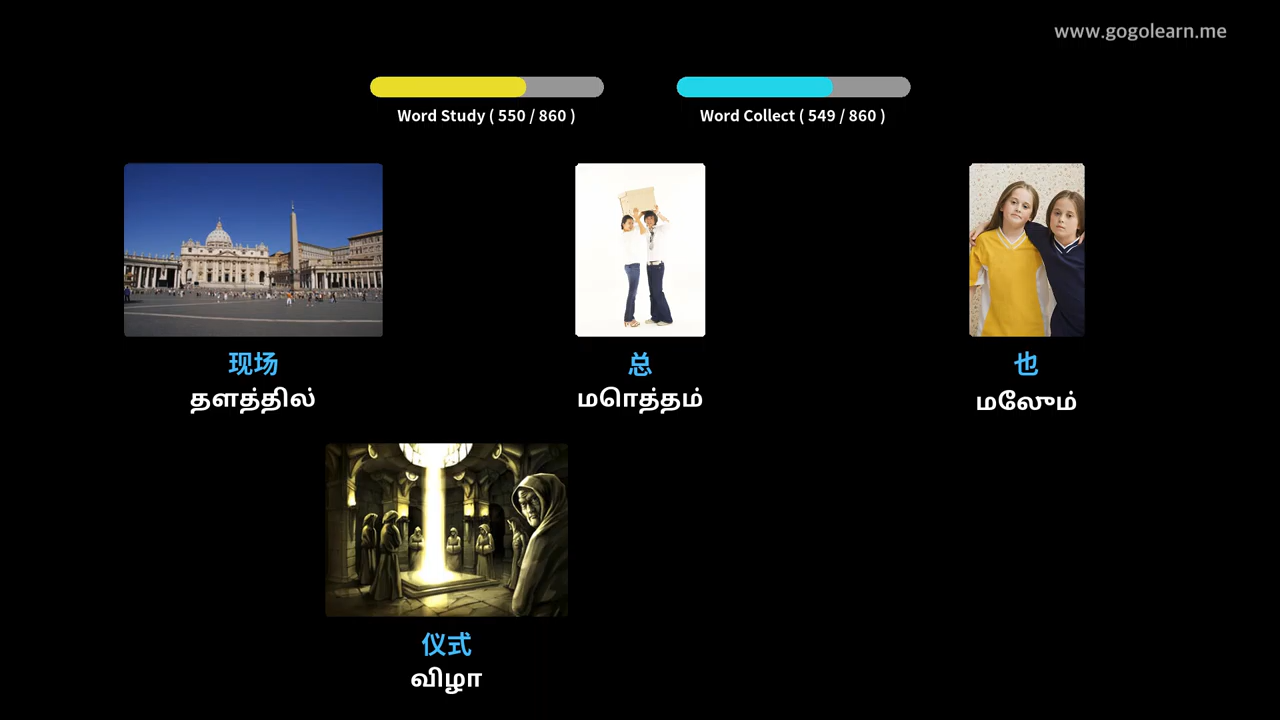 www.gogolearn.me
Word Study ( 550 / 860 )
Word Collect ( 549 / 860 )
现场
தளத்தில்
总
மொத்தம்
也
மேலும்
仪式
விழா